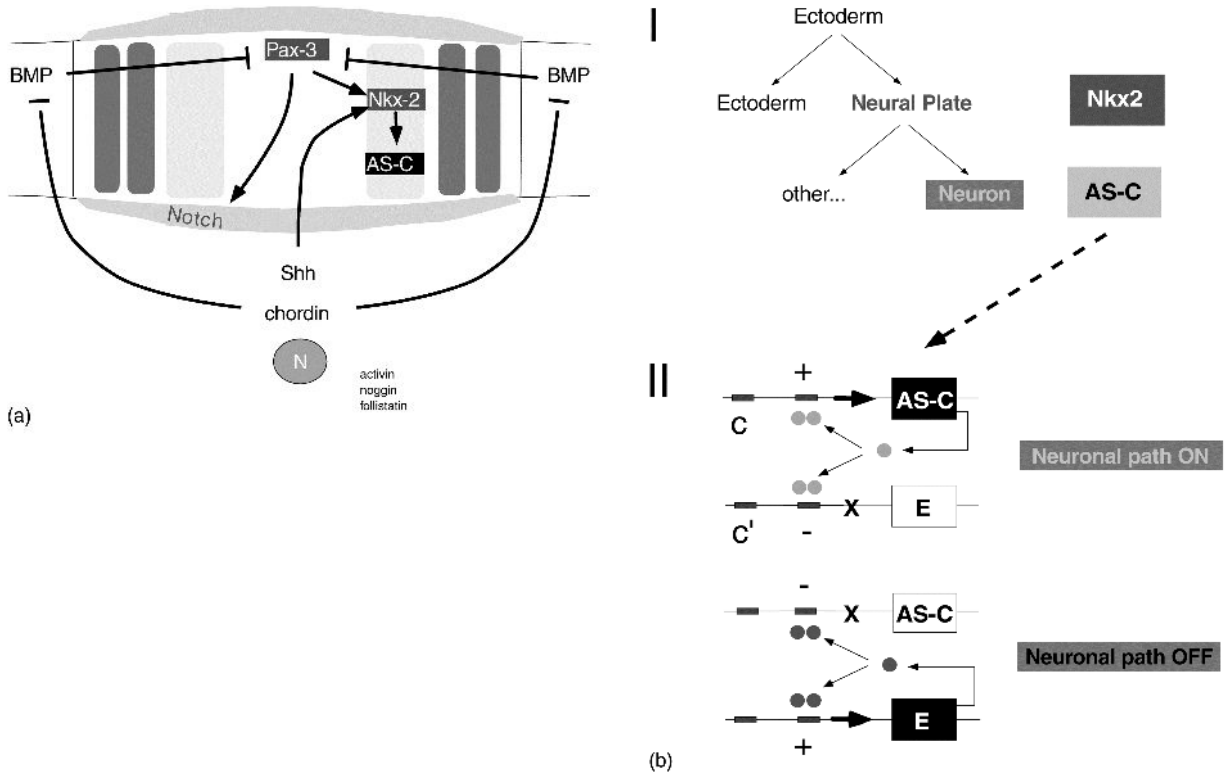 BMP
Pax-3
BMP
Nkx-2
AS-C
Notch
Shh
chordin
N
activin
noggin
follistatin
(a)
I
Ectoderm
Ectoderm
Neural Plate
Nkx2
other...
Neuron
AS-C
II
+
AS-C
C
Neuronal path ON
X
E
C'
-
-
X
AS-C
Neuronal path OFF
E
+
(b)